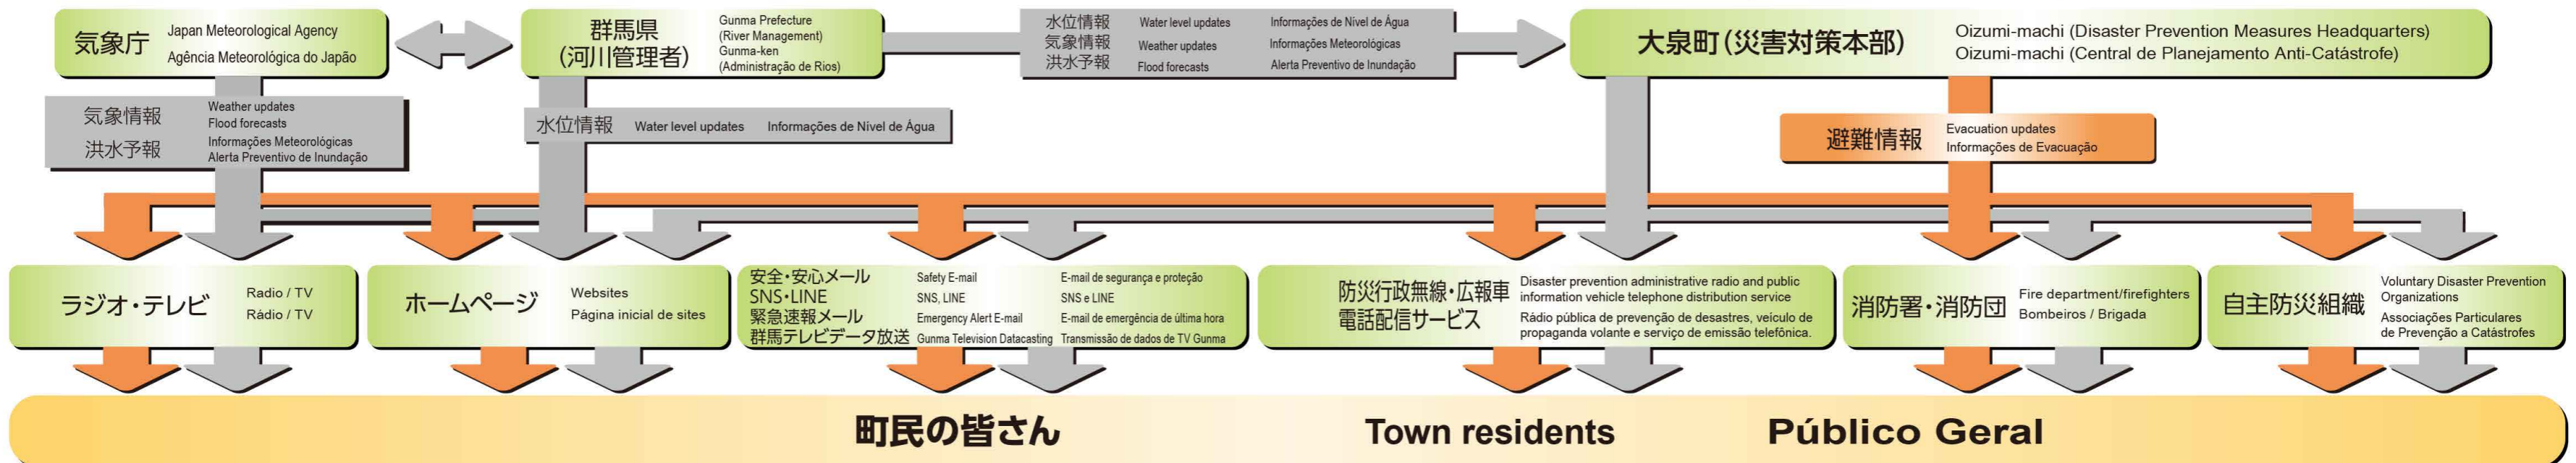 気象庁
Japan Meteorological Agency
Agência Meteorológica do Japão
群馬県
(河川管理者)
Gunma Prefecture
(River Management)
Gunma-ken
(Administração de Rios)
水位情報 Water level updates Informações de Nível de Água
気象情報 Weather updates Informações Meteorológicas
洪水予報 Flood forecasts Alerta Preventivo de Inundação
大泉町(災害対策本部)
Oizumi-machi (Disaster Prevention Measures Headquarters)
Oizumi-machi (Central de Planejamento Anti-Catástrofe)
気象情報
洪水予報
Weather updates
Flood forecasts
Informações Meteorológicas
Alerta Preventivo de Inundação
水位情報 Water level updates Informações de Nível de Água
避難情報
Evacuation updates
Informações de Evacuação
ラジオ・テレビ
Radio / TV
Rádio / TV
ホームページ
Websites
Página inicial de sites
安全・安心メール Safety E-mail E-mail de segurança e proteção
SNS・LINE SNS, LINE SNS e LINE
緊急速報メール Emergency Alert E-mail E-mail de emergência de última hora
群馬テレビデータ放送 Gunma Television Datacasting Transmissão de dados de TV Gunma
防災行政無線・広報車
電話配信サービス
Disaster prevention administrative radio and public
information vehicle telephone distribution service
Rádio pública de prevenção de desastres, veículo de
propaganda volante e serviço de emissão telefônica.
消防署・消防団
Fire department/firefighters
Bombeiros / Brigada
自主防災組織
Voluntary Disaster Prevention
Organizations
Associações Particulares
de Prevenção a Catástrofes
町民の皆さん Town residents Público Geral